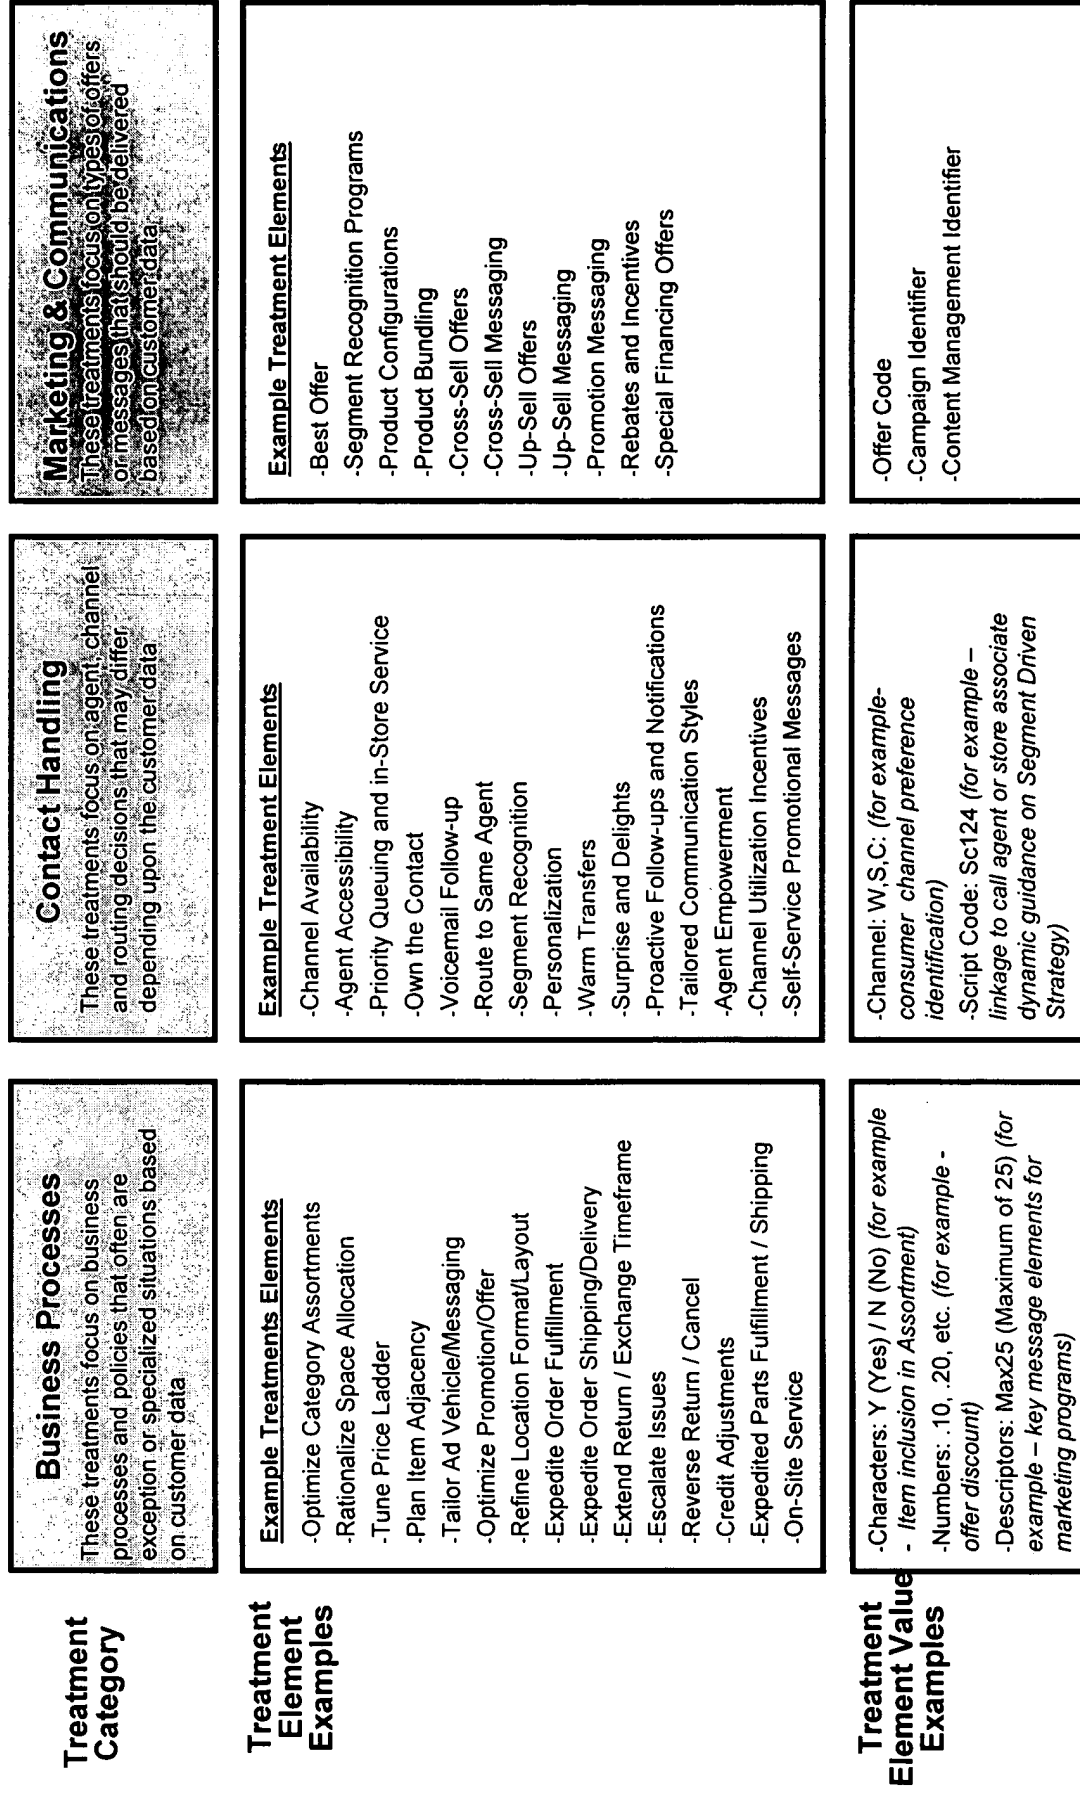 Treatment
Category
Business Processes
These treatments focus on business
processes and policies that often are
exception or specialized situations based
on customer data
Contact Handling
These treatments focus on agent, channel
and routing decisions that may differ
depending upon the customer data
Marketing & Communications
These treatments focus on types of offers
or messages that should be delivered
based on customer data
Treatment
Element
Examples
Example Treatments Elements
-Optimize Category Assortments
-Rationalize Space Allocation
-Tune Price Ladder
-Plan Item Adjacency
-Tailor Ad Vehicle/Messaging
-Optimize Promotion/Offer
-Refine Location Format/Layout
-Expedite Order Fulfillment
-Expedite Order Shipping/Delivery
-Extend Return / Exchange Timeframe
-Escalate Issues
-Reverse Return / Cancel
-Credit Adjustments
-Expedited Parts Fulfillment / Shipping
-On-Site Service
Example Treatment Elements
-Channel Availability
-Agent Accessibility
-Priority Queuing and in-Store Service
-Own the Contact
-Voicemail Follow-up
-Route to Same Agent
-Segment Recognition
-Personalization
-Warm Transfers
-Surprise and Delights
-Proactive Follow-ups and Notifications
-Tailored Communication Styles
-Agent Empowerment
-Channel Utilization Incentives
-Self-Service Promotional Messages
Example Treatment Elements
-Best Offer
-Segment Recognition Programs
-Product Configurations
-Product Bundling
-Cross-Sell Offers
-Cross-Sell Messaging
-Up-Sell Offers
-Up-Sell Messaging
-Promotion Messaging
-Rebates and Incentives
-Special Financing Offers
Treatment
Element Value
Examples
-Characters: Y (Yes) / N (No) (for example
- Item inclusion in Assortment)
-Numbers: .10, .20, etc. (for example -
offer discount)
-Descriptors: Max25 (Maximum of 25) (for
example – key message elements for
marketing programs)
-Channel: W,S,C: (for example-
consumer channel preference
identification)
-Script Code: Sc124 (for example –
linkage to call agent or store associate
dynamic guidance on Segment Driven
Strategy)
-Offer Code
-Campaign Identifier
-Content Management Identifier